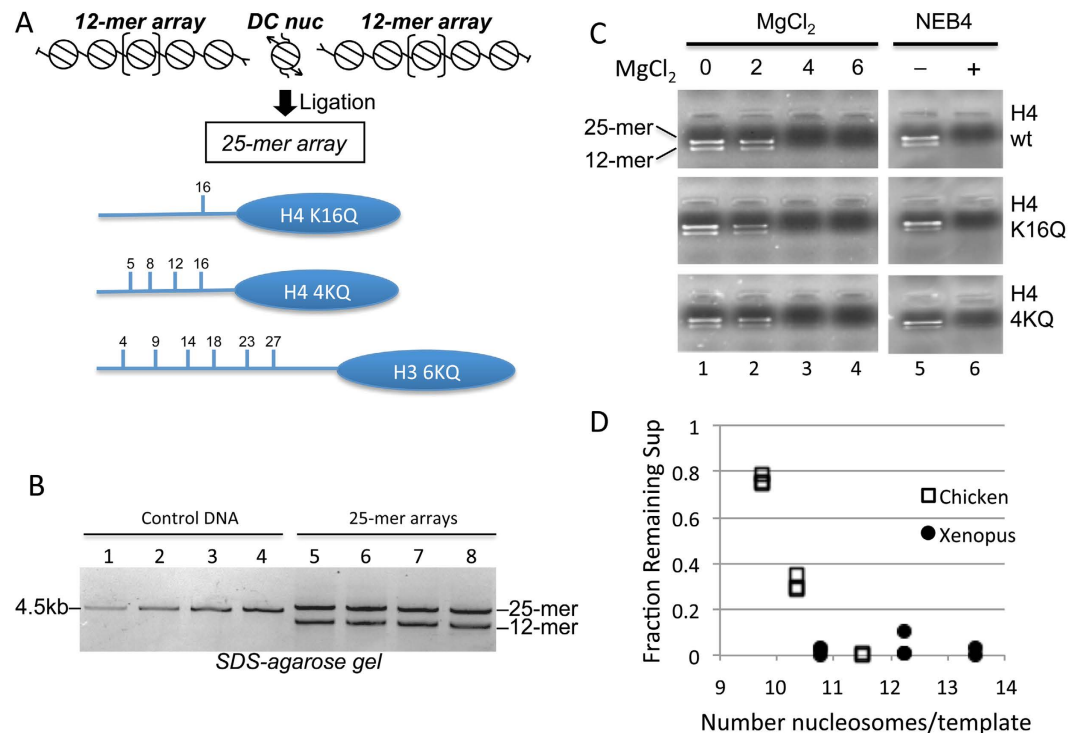 A
12-mer array DC nuc 12-mer array
Ligation
25-mer array
16
H4 K16Q
5 8 12 16
H4 4KQ
4 9 14 18 23 27
H3 6KQ
B
Control DNA 25-mer arrays
1 2 3 4 5 6 7 8
4.5kb
25-mer
12-mer
SDS-agarose gel
C
MgCl2 NEB4
MgCl2 0 2 4 6 – +
25-mer
12-mer
H4
wt
H4
K16Q
H4
4KQ
1 2 3 4 5 6
D
Fraction Remaining Sup
1
0.8
0.6
0.4
0.2
0
Chicken
Xenopus
9 10 11 12 13 14
Number nucleosomes/template